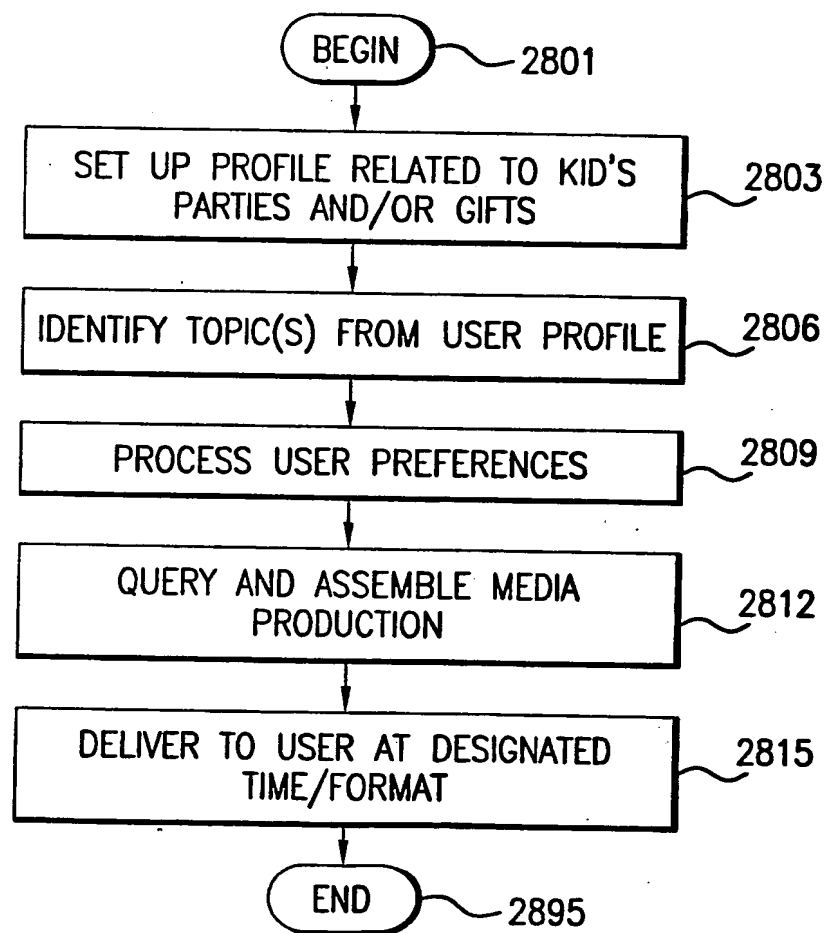 BEGIN
2801
SET UP PROFILE RELATED TO KID'S
PARTIES AND/OR GIFTS
2803
IDENTIFY TOPIC(S) FROM USER PROFILE
2806
PROCESS USER PREFERENCES
2809
QUERY AND ASSEMBLE MEDIA
PRODUCTION
2812
DELIVER TO USER AT DESIGNATED
TIME/FORMAT
2815
END
2895